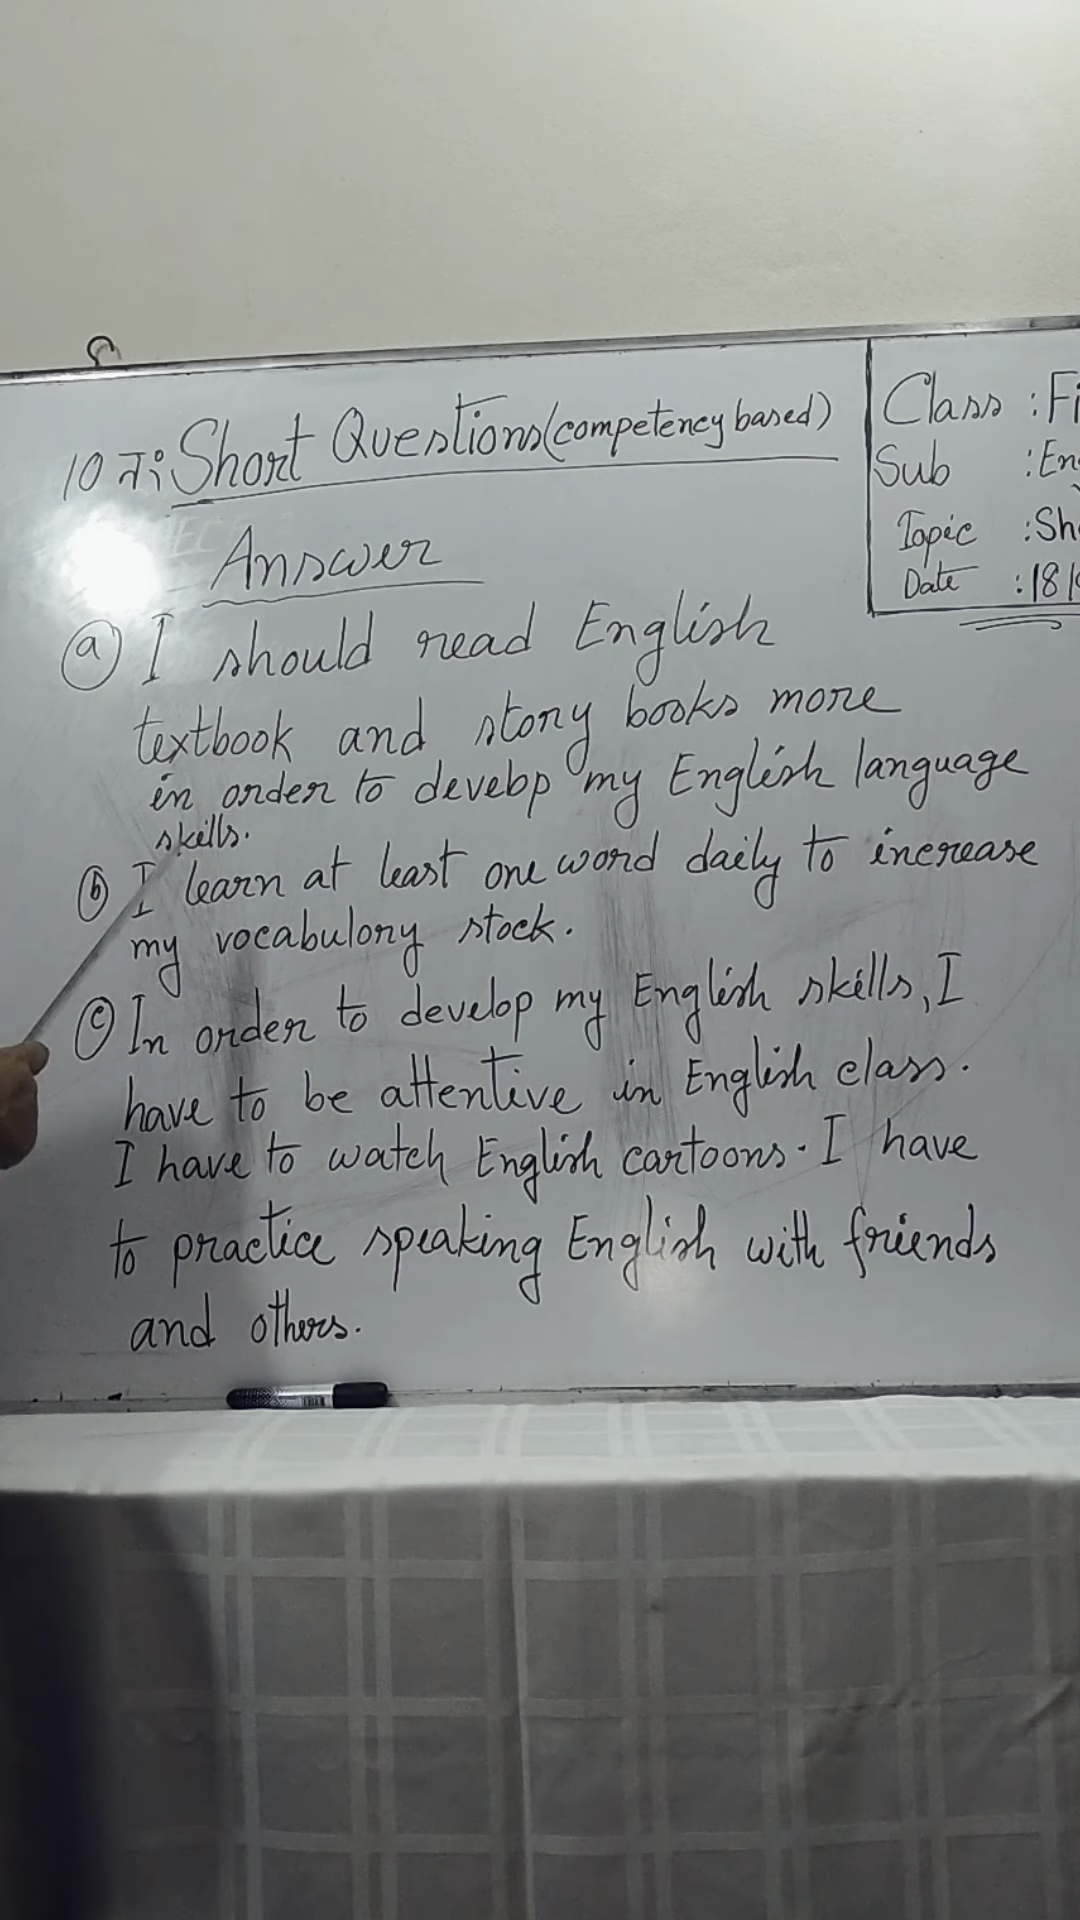 10 নং Short Questions (competency based)
Answer
(a) I should read English
textbook and story books more
in order to develop my English language
skills.
(b) I learn at least one word daily to increase
my vocabulory stock.
(c) In order to develop my English skills, I
have to be attentive in English class.
I have to watch English cartoons. I have
to practice speaking English with friends
and others.
Class : Fi
Sub : En
Topic : Sh
Date : 18/